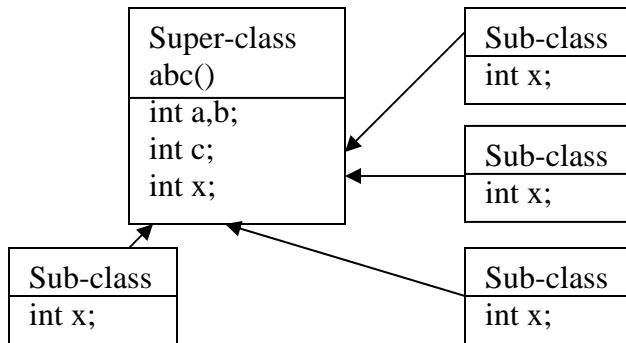 Super-class
abc()
int a,b;
int c;
int x;
Sub-class
int x;
Sub-class
int x;
Sub-class
int x;
Sub-class
int x;